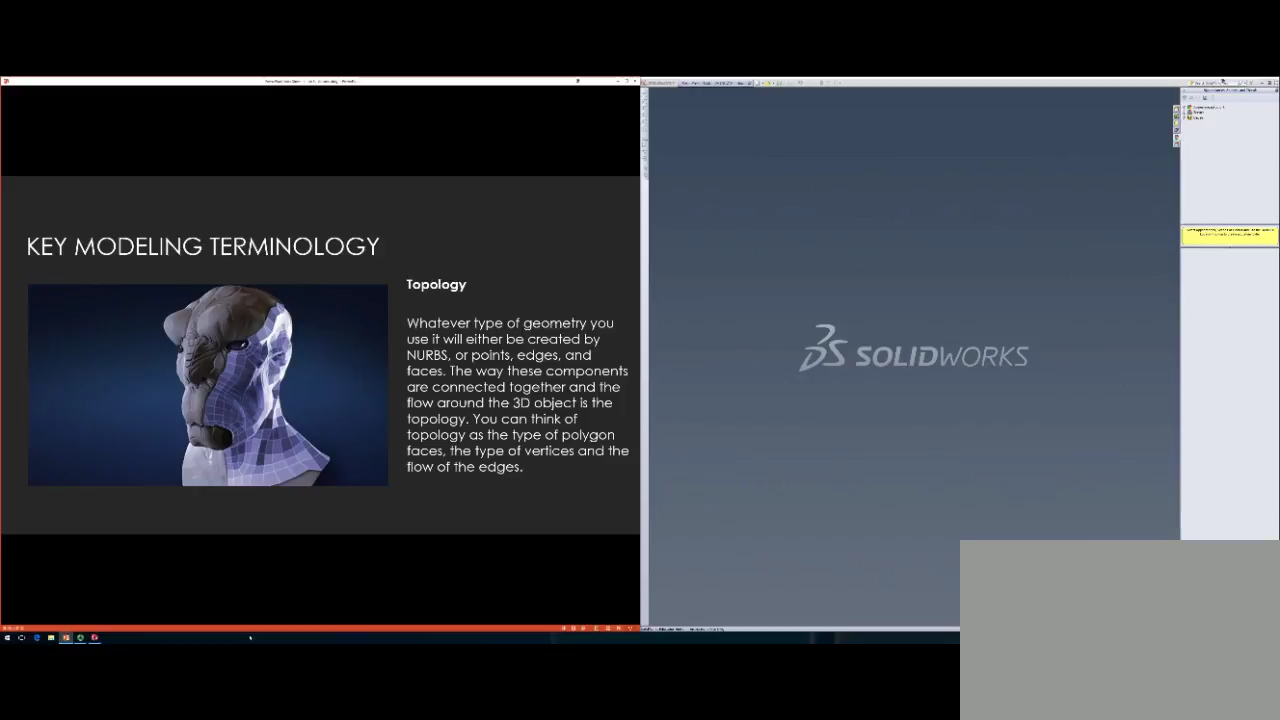 KEY MODELING TERMINOLOGY
Topology
Whatever type of geometry you
use it will either be created by
NURBS, or points, edges, and
faces. The way these components
are connected together and the
flow around the 3D object is the
topology. You can think of
topology as the type of polygon
faces, the type of vertices and the
flow of the edges.
SOLIDWORKS